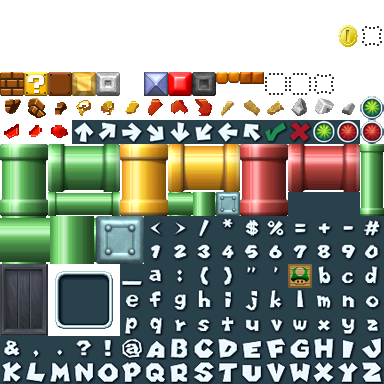 ?
< > / * $ % = + - #
0 1 2 3 4 5 6 7 8 9
_ a : ( ) " ' b c d
e f g h i j k l m n o
p q r s t u v w x y z
& , . ? ! @ A B C D E F G H I J
K L M N O P Q R S T U V W X Y Z